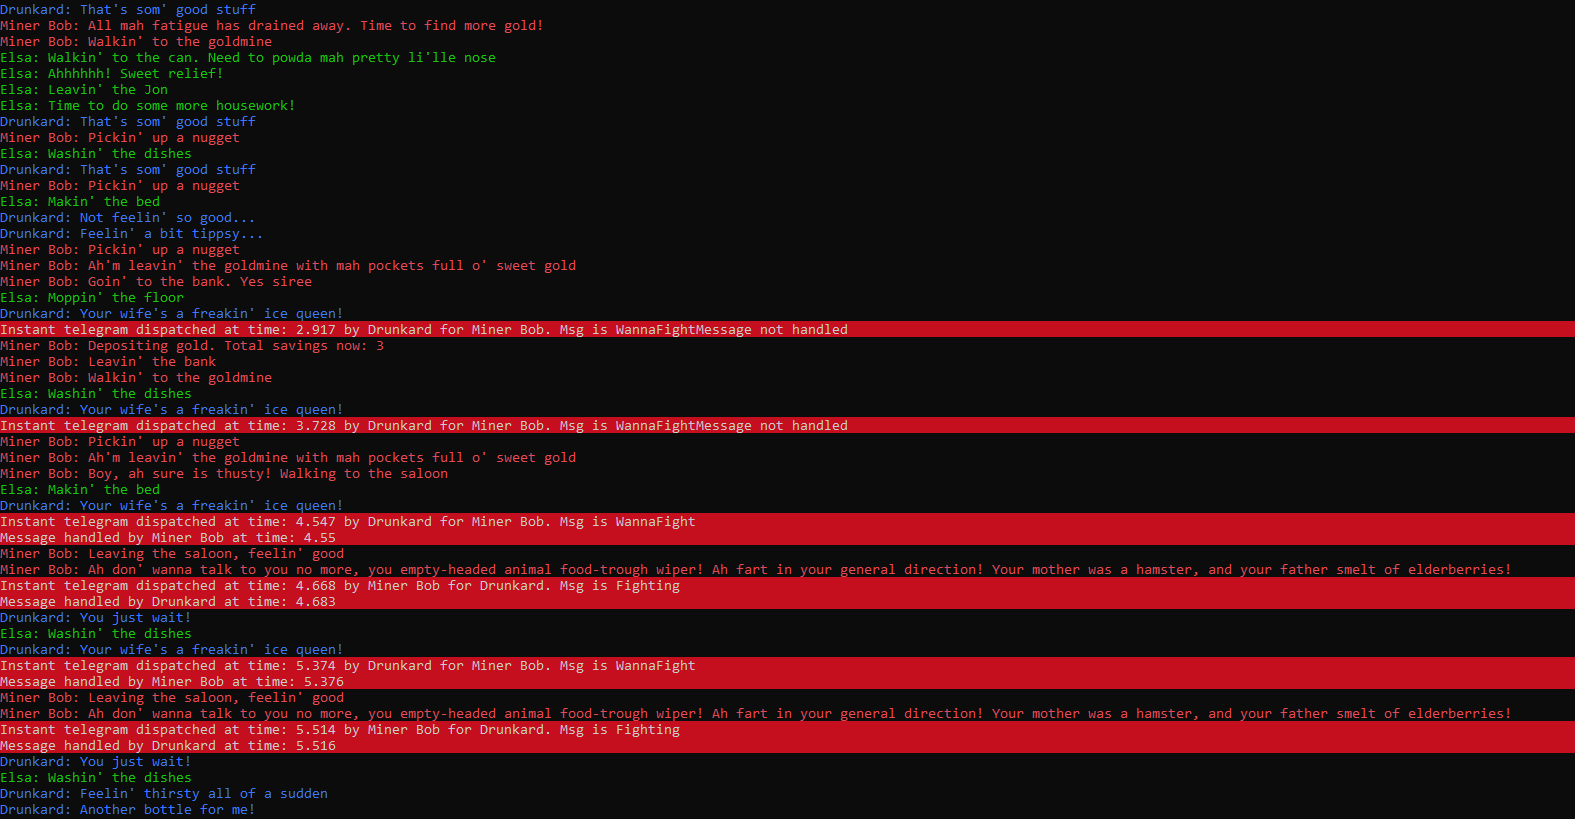 Drunkard: That's som' good stuff
Miner Bob: All mah fatigue has drained away. Time to find more gold!
Miner Bob: Walkin' to the goldmine
Elsa: Walkin' to the can. Need to powda mah pretty li'lle nose
Elsa: Ahhhhhh! Sweet relief!
Elsa: Leavin' the Jon
Elsa: Time to do some more housework!
Drunkard: That's som' good stuff
Miner Bob: Pickin' up a nugget
Elsa: Washin' the dishes
Drunkard: That's som' good stuff
Miner Bob: Pickin' up a nugget
Elsa: Makin' the bed
Drunkard: Not feelin' so good...
Drunkard: Feelin' a bit tippsy...
Miner Bob: Pickin' up a nugget
Miner Bob: Ah'm leavin' the goldmine with mah pockets full o' sweet gold
Miner Bob: Goin' to the bank. Yes siree
Elsa: Moppin' the floor
Drunkard: Your wife's a freakin' ice queen!
Instant telegram dispatched at time: 2.917 by Drunkard for Miner Bob. Msg is WannaFightMessage not handled
Miner Bob: Depositing gold. Total savings now: 3
Miner Bob: Leavin' the bank
Miner Bob: Walkin' to the goldmine
Elsa: Washin' the dishes
Drunkard: Your wife's a freakin' ice queen!
Instant telegram dispatched at time: 3.728 by Drunkard for Miner Bob. Msg is WannaFightMessage not handled
Miner Bob: Pickin' up a nugget
Miner Bob: Ah'm leavin' the goldmine with mah pockets full o' sweet gold
Miner Bob: Boy, ah sure is thusty! Walking to the saloon
Elsa: Makin' the bed
Drunkard: Your wife's a freakin' ice queen!
Instant telegram dispatched at time: 4.547 by Drunkard for Miner Bob. Msg is WannaFight
Message handled by Miner Bob at time: 4.55
Miner Bob: Leaving the saloon, feelin' good
Miner Bob: Ah don' wanna talk to you no more, you empty-headed animal food-trough wiper! Ah fart in your general direction! Your mother was a hamster, and your father smelt of elderberries!
Instant telegram dispatched at time: 4.668 by Miner Bob for Drunkard. Msg is Fighting
Message handled by Drunkard at time: 4.683
Drunkard: You just wait!
Elsa: Washin' the dishes
Drunkard: Your wife's a freakin' ice queen!
Instant telegram dispatched at time: 5.374 by Drunkard for Miner Bob. Msg is WannaFight
Message handled by Miner Bob at time: 5.376
Miner Bob: Leaving the saloon, feelin' good
Miner Bob: Ah don' wanna talk to you no more, you empty-headed animal food-trough wiper! Ah fart in your general direction! Your mother was a hamster, and your father smelt of elderberries!
Instant telegram dispatched at time: 5.514 by Miner Bob for Drunkard. Msg is Fighting
Message handled by Drunkard at time: 5.516
Drunkard: You just wait!
Elsa: Washin' the dishes
Drunkard: Feelin' thirsty all of a sudden
Drunkard: Another bottle for me!